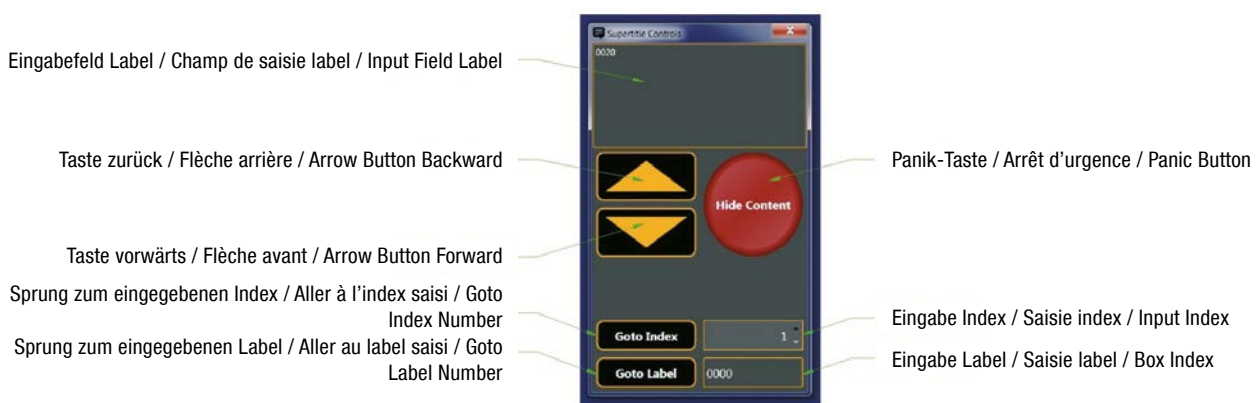 Supertitle Controls
0020
Eingabefeld Label / Champ de saisie label / Input Field Label
Taste zurück / Flèche arrière / Arrow Button Backward
Panik-Taste / Arrêt d’urgence / Panic Button
Hide Content
Taste vorwärts / Flèche avant / Arrow Button Forward
Sprung zum eingegebenen Index / Aller à l’index saisi / Goto
Index Number
Goto Index
1
Eingabe Index / Saisie index / Input Index
Sprung zum eingegebenen Label / Aller au label saisi / Goto
Label Number
Goto Label
0000
Eingabe Label / Saisie label / Box Index